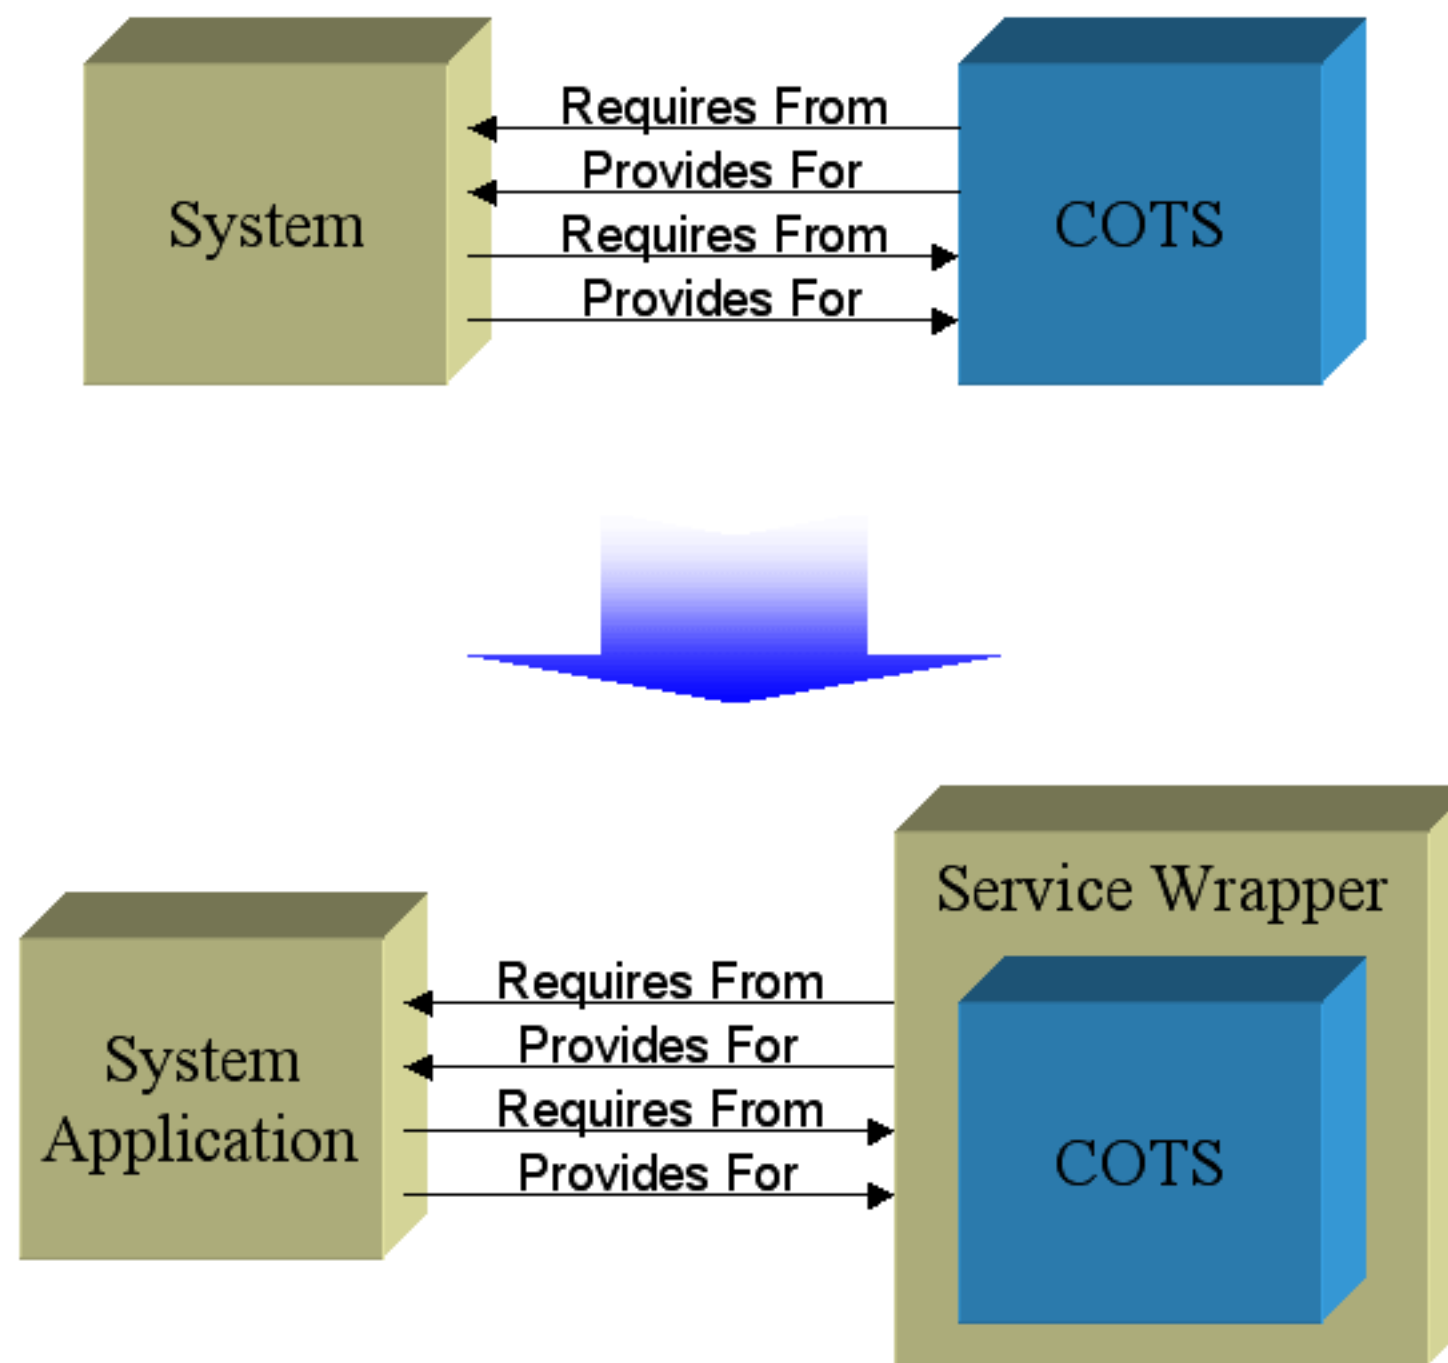 System
Requires From
Provides For
Requires From
Provides For
COTS
System
Application
Requires From
Provides For
Requires From
Provides For
Service Wrapper
COTS